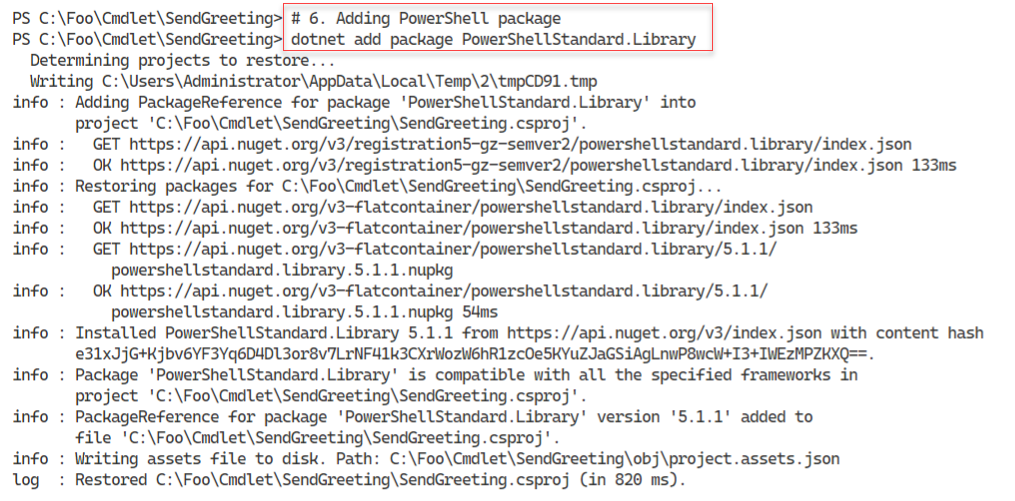 PS C:\Foo\Cmdlet\SendGreeting> # 6. Adding PowerShell package
PS C:\Foo\Cmdlet\SendGreeting> dotnet add package PowerShellStandard.Library
Determining projects to restore...
Writing C:\Users\Administrator\AppData\Local\Temp\2\tmpCD91.tmp
info : Adding PackageReference for package 'PowerShellStandard.Library' into
project 'C:\Foo\Cmdlet\SendGreeting\SendGreeting.csproj'.
info :   GET https://api.nuget.org/v3/registration5-gz-semver2/powershellstandard.library/index.json
info :   OK https://api.nuget.org/v3/registration5-gz-semver2/powershellstandard.library/index.json 133ms
info : Restoring packages for C:\Foo\Cmdlet\SendGreeting\SendGreeting.csproj...
info :   GET https://api.nuget.org/v3-flatcontainer/powershellstandard.library/index.json
info :   OK https://api.nuget.org/v3-flatcontainer/powershellstandard.library/index.json 133ms
info :   GET https://api.nuget.org/v3-flatcontainer/powershellstandard.library/5.1.1/
powershellstandard.library.5.1.1.nupkg
info :   OK https://api.nuget.org/v3-flatcontainer/powershellstandard.library/5.1.1/
powershellstandard.library.5.1.1.nupkg 54ms
info : Installed PowerShellStandard.Library 5.1.1 from https://api.nuget.org/v3/index.json with content hash
e31xJjG+Kjbv6YF3Yq6D4Dl3or8v7LrNF41k3CXrWozW6hR1zcOe5KYuZJaGSiAgLnwP8wcW+I3+IWEzMPZKXQ==.
info : Package 'PowerShellStandard.Library' is compatible with all the specified frameworks in
project 'C:\Foo\Cmdlet\SendGreeting\SendGreeting.csproj'.
info : PackageReference for package 'PowerShellStandard.Library' version '5.1.1' added to
file 'C:\Foo\Cmdlet\SendGreeting\SendGreeting.csproj'.
info : Writing assets file to disk. Path: C:\Foo\Cmdlet\SendGreeting\obj\project.assets.json
log  : Restored C:\Foo\Cmdlet\SendGreeting\SendGreeting.csproj (in 820 ms).